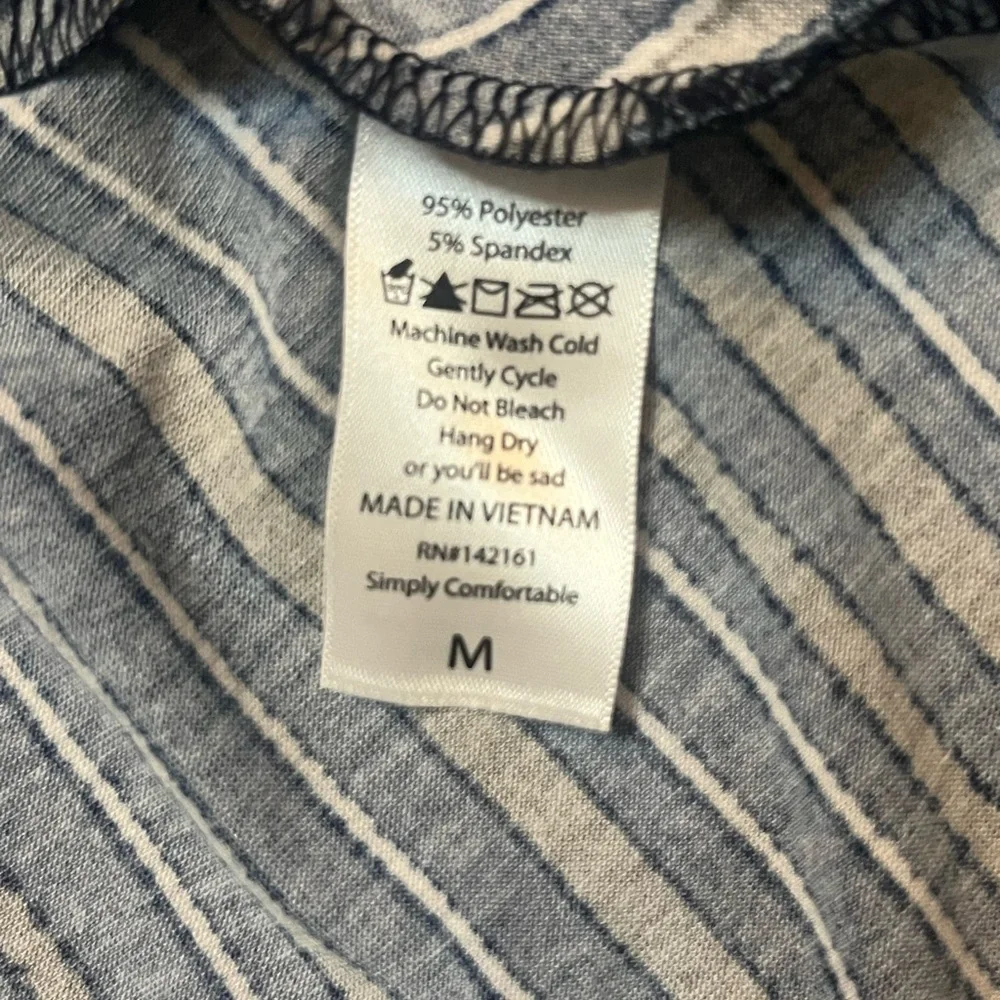 95% Polyester
5% Spandex
Machine Wash Cold
Gently Cycle
Do Not Bleach
Hang Dry
or you'll be sad
MADE IN VIETNAM
RN#142161
Simply Comfortable
M